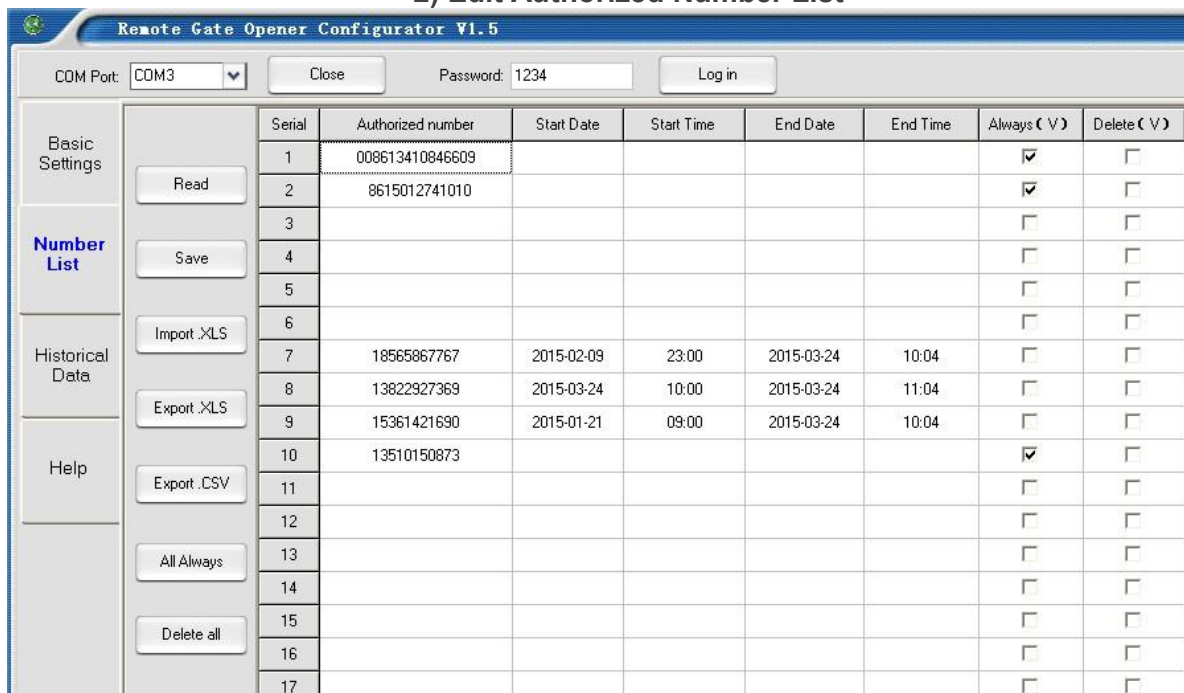 2) Edit Authorized Number List
Remote Gate Opener Configurator V1.5
COM Port: COM3 Close Password: 1234 Log in
Basic Settings
Number List
Historical Data
Help
Read
Save
Import .XLS
Export .XLS
Export .CSV
All Always
Delete all
Serial Authorized number Start Date Start Time End Date End Time Always ( V ) Delete ( V )
1 008613410846609
2 8615012741010
3
4
5
6
7 18565867767 2015-02-09 23:00 2015-03-24 10:04
8 13822927369 2015-03-24 10:00 2015-03-24 11:04
9 15361421690 2015-01-21 09:00 2015-03-24 10:04
10 13510150873
11
12
13
14
15
16
17